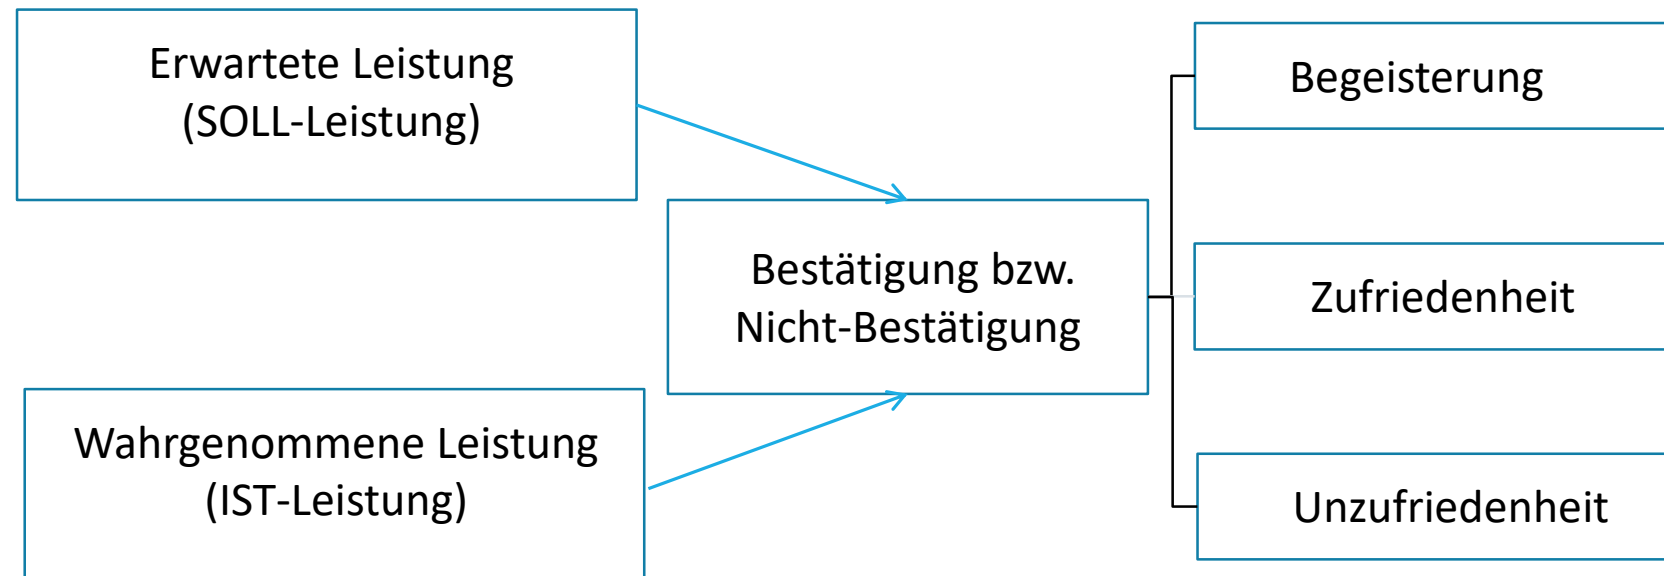 Erwartete Leistung
(SOLL-Leistung)
Wahrgenommene Leistung
(IST-Leistung)
Bestätigung bzw.
Nicht-Bestätigung
Begeisterung
Zufriedenheit
Unzufriedenheit